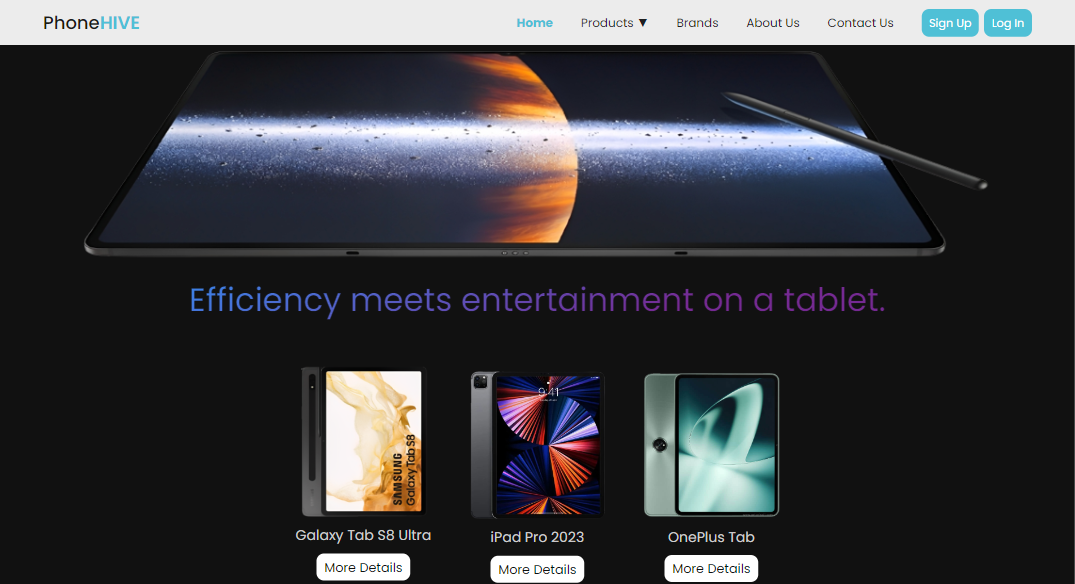 PhoneHIVE
Home Products ▼ Brands About Us Contact Us Sign Up Log In
Efficiency meets entertainment on a tablet.
SAMSUNG
Galaxy Tab S8
9:41
Galaxy Tab S8 Ultra
iPad Pro 2023
OnePlus Tab
More Details
More Details
More Details